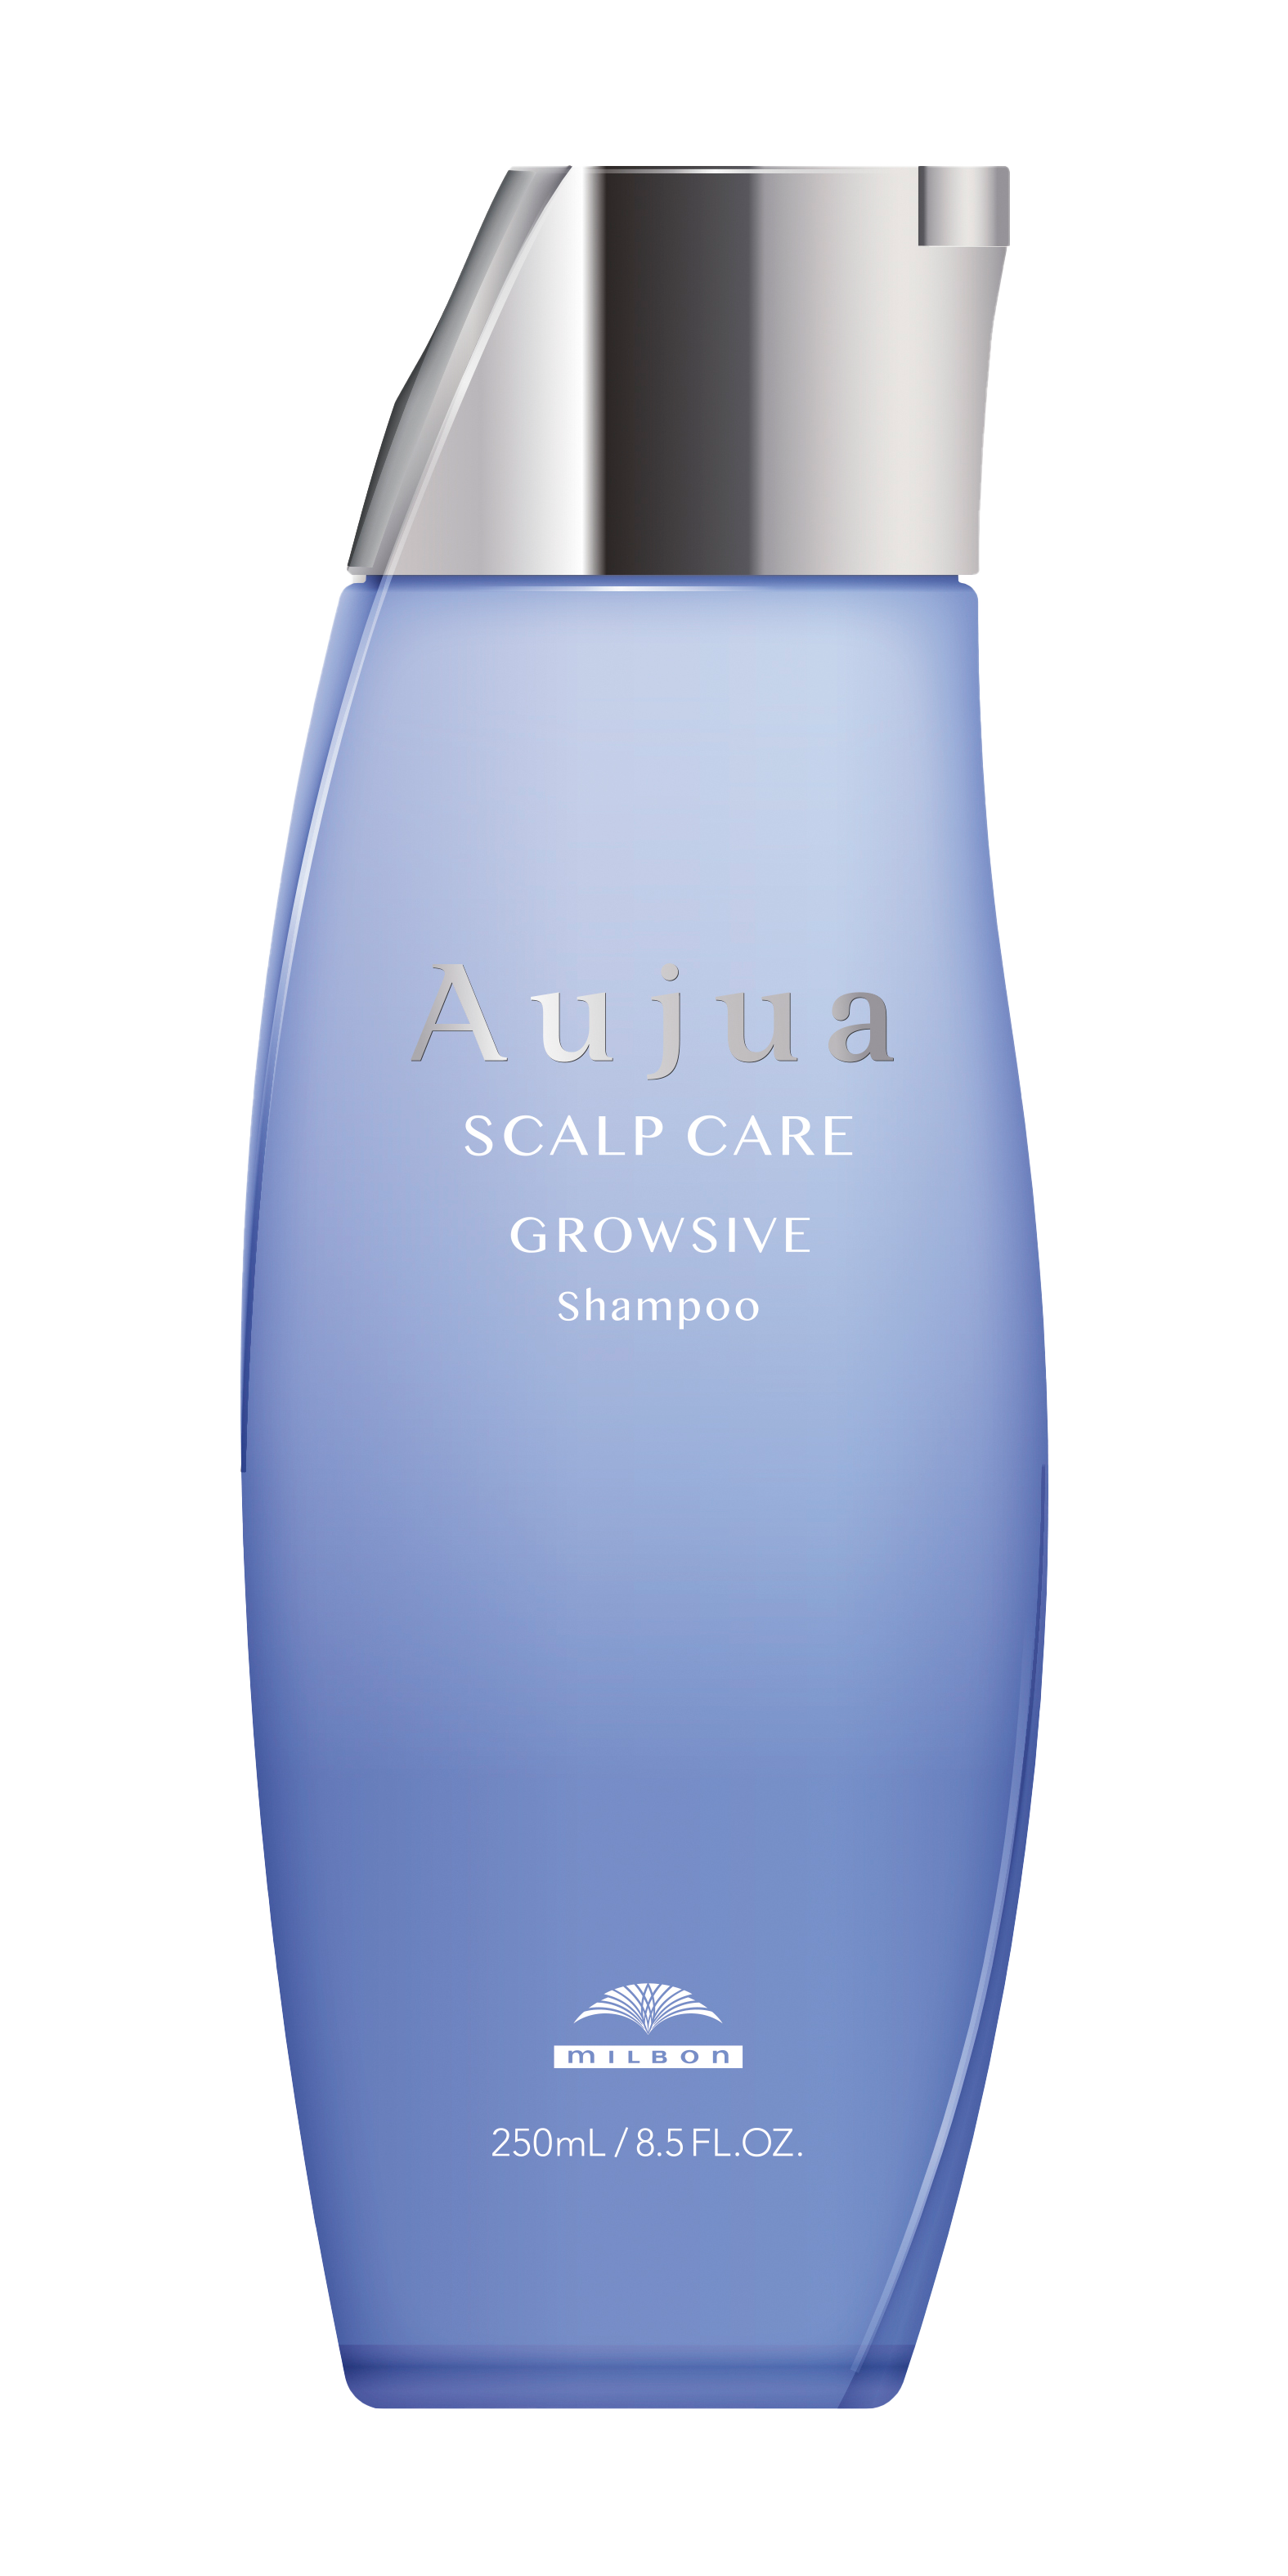 Aujua
SCALP CARE
GROWSIVE
Shampoo
MILBON
250mL / 8.5 FL.OZ.